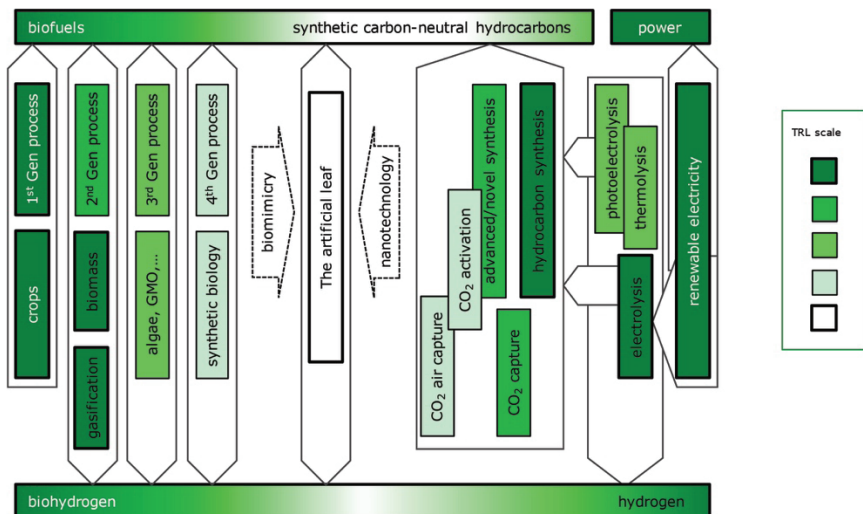 biofuels
synthetic carbon-neutral hydrocarbons
power
1st Gen process
crops
2nd Gen process
biomass
gasification
3rd Gen process
algae, GMO,...
4th Gen process
synthetic biology
biomimicry
The artificial leaf
nanotechnology
CO2 air capture
CO2 activation
advanced/novel synthesis
CO2 capture
hydrocarbon synthesis
photoelectrolysis
thermolysis
electrolysis
renewable electricity
TRL scale
biohydrogen
hydrogen